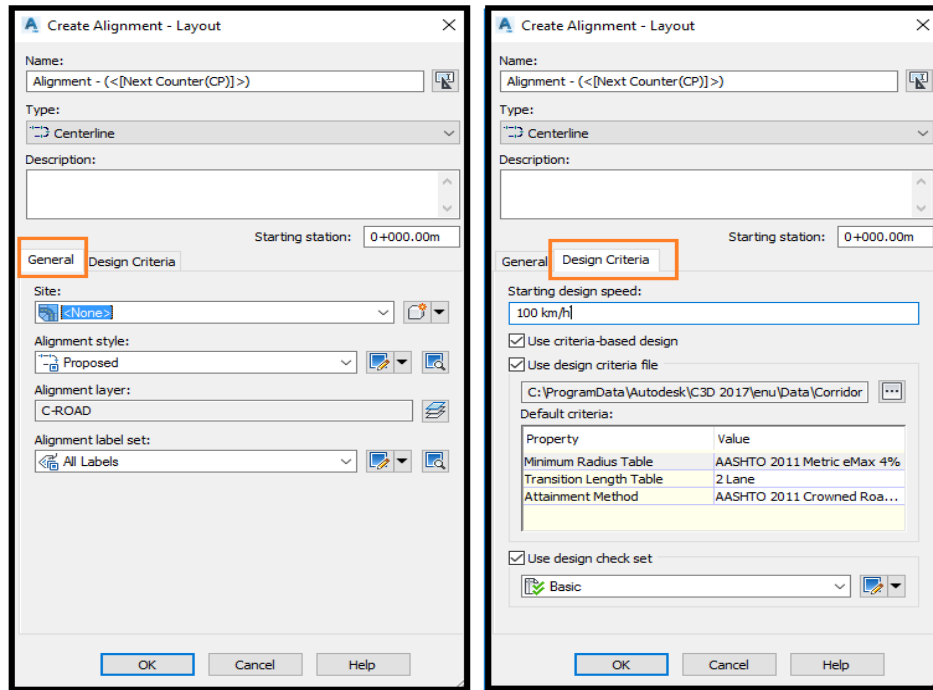 Create Alignment - Layout
Name:
Alignment - (<[Next Counter(CP)]>)
Type:
Centerline
Description:
Starting station: 0+000.00m
General Design Criteria
Site:
<None>
Alignment style:
Proposed
Alignment layer:
C-ROAD
Alignment label set:
All Labels
OK Cancel Help
Create Alignment - Layout
Name:
Alignment - (<[Next Counter(CP)]>)
Type:
Centerline
Description:
Starting station: 0+000.00m
General Design Criteria
Starting design speed:
100 km/h
Use criteria-based design
Use design criteria file
C:\ProgramData\Autodesk\C3D 2017\enu\Data\Corridor ...
Default criteria:
Property Value
Minimum Radius Table AASHTO 2011 Metric eMax 4%
Transition Length Table 2 Lane
Attainment Method AASHTO 2011 Crowned Roa...
Use design check set
Basic
OK Cancel Help